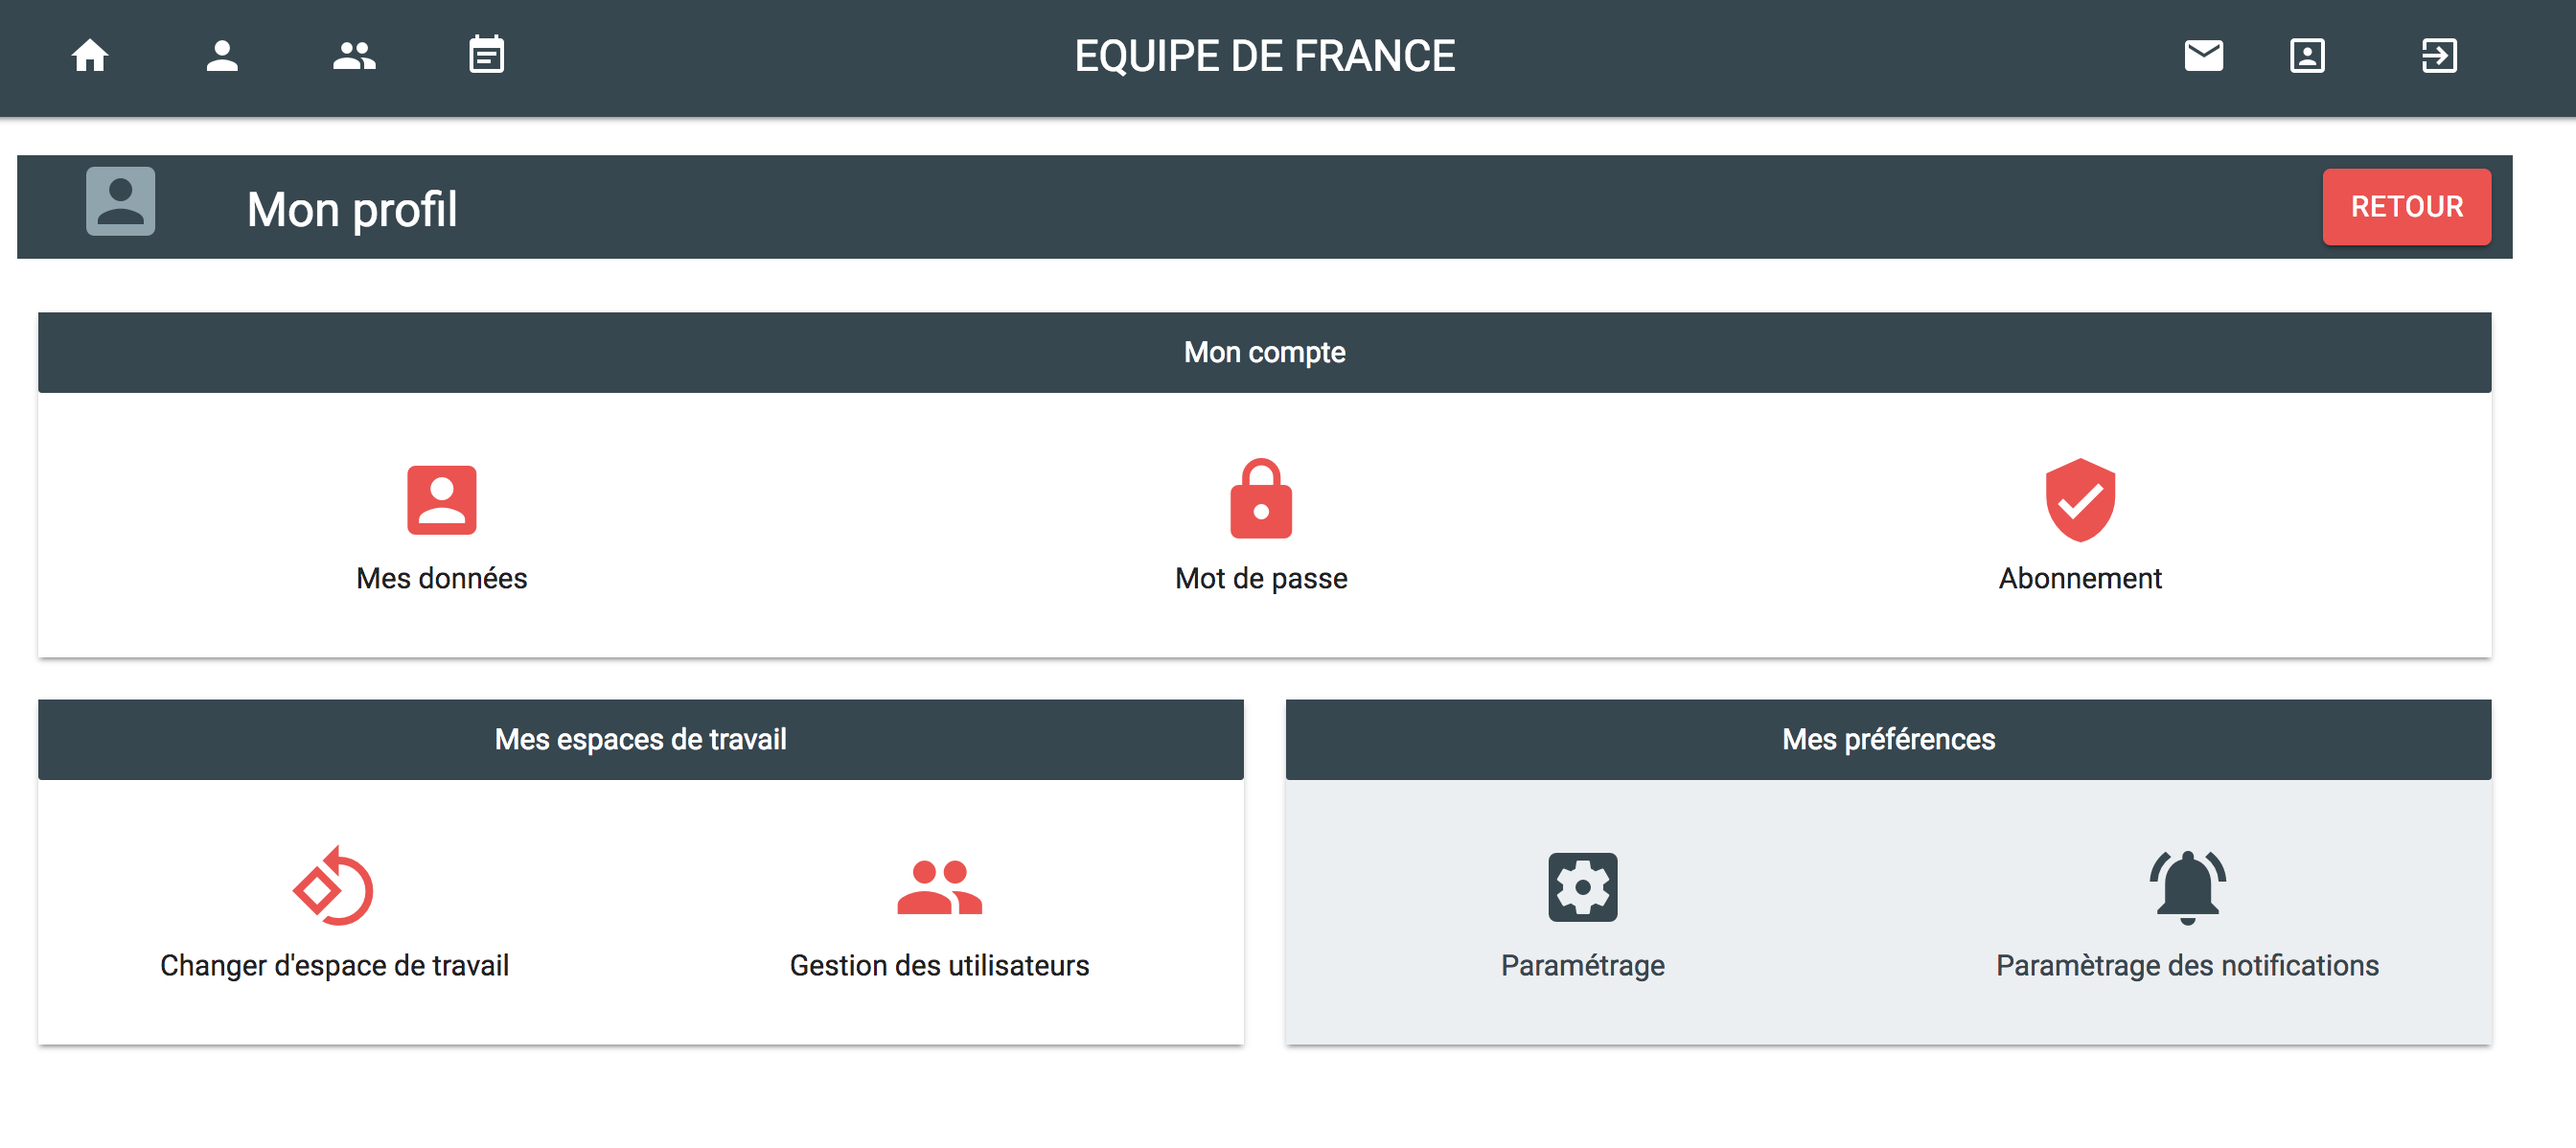 EQUIPE DE FRANCE
Mon profil
RETOUR
Mon compte
Mes données
Mot de passe
Abonnement
Mes espaces de travail
Changer d'espace de travail
Gestion des utilisateurs
Mes préférences
Paramétrage
Paramètrage des notifications